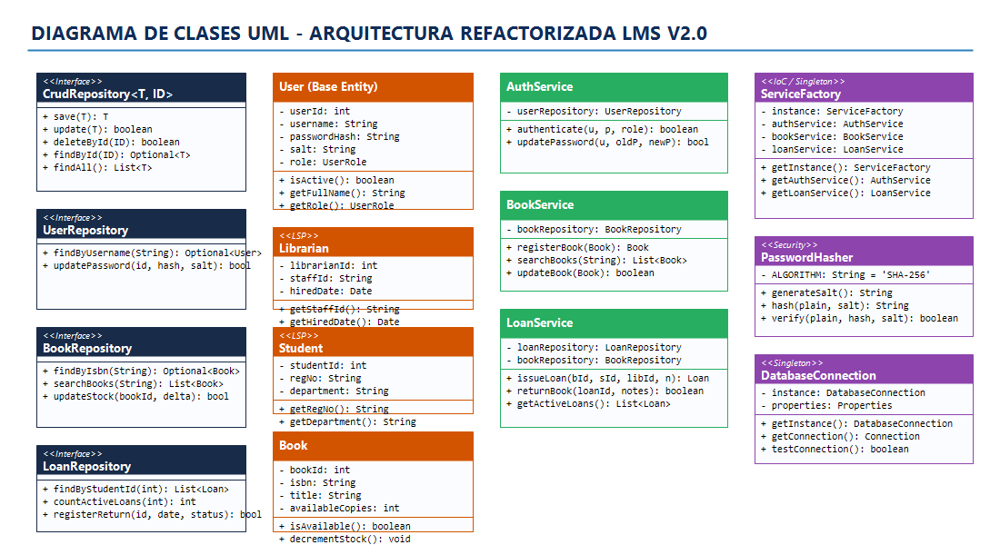 DIAGRAMA DE CLASES UML - ARQUITECTURA REFACTORIZADA LMS V2.0
<<Interface>>
CrudRepository<T, ID>
+ save(T): T
+ update(T): boolean
+ deleteById(ID): boolean
+ findById(ID): Optional<T>
+ findAll(): List<T>
<<Interface>>
UserRepository
+ findByUsername(String): Optional<User>
+ updatePassword(id, hash, salt): bool
<<Interface>>
BookRepository
+ findByIsbn(String): Optional<Book>
+ searchBooks(String): List<Book>
+ updateStock(bookId, delta): bool
<<Interface>>
LoanRepository
+ findByStudentId(int): List<Loan>
+ countActiveLoans(int): int
+ registerReturn(id, date, status): bool
User (Base Entity)
- userId: int
- username: String
- passwordHash: String
- salt: String
- role: UserRole
+ isActive(): boolean
+ getFullName(): String
+ getRole(): UserRole
<<LSP>>
Librarian
- librarianId: int
- staffId: String
- hiredDate: Date
+ getStaffId(): String
+ getHiredDate(): Date
<<LSP>>
Student
- studentId: int
- regNo: String
- department: String
+ getRegNo(): String
+ getDepartment(): String
Book
- bookId: int
- isbn: String
- title: String
- availableCopies: int
+ isAvailable(): boolean
+ decrementStock(): void
AuthService
- userRepository: UserRepository
+ authenticate(u, p, role): boolean
+ updatePassword(u, oldP, newP): bool
BookService
- bookRepository: BookRepository
+ registerBook(Book): Book
+ searchBooks(String): List<Book>
+ updateBook(Book): boolean
LoanService
- loanRepository: LoanRepository
- bookRepository: BookRepository
+ issueLoan(bId, sId, libId, n): Loan
+ returnBook(loanId, notes): boolean
+ getActiveLoans(): List<Loan>
<<IoC / Singleton>>
ServiceFactory
- instance: ServiceFactory
- authService: AuthService
- bookService: BookService
- loanService: LoanService
+ getInstance(): ServiceFactory
+ getAuthService(): AuthService
+ getLoanService(): LoanService
<<Security>>
PasswordHasher
- ALGORITHM: String = 'SHA-256'
+ generateSalt(): String
+ hash(plain, salt): String
+ verify(plain, hash, salt): boolean
<<Singleton>>
DatabaseConnection
- instance: DatabaseConnection
- properties: Properties
+ getInstance(): DatabaseConnection
+ getConnection(): Connection
+ testConnection(): boolean